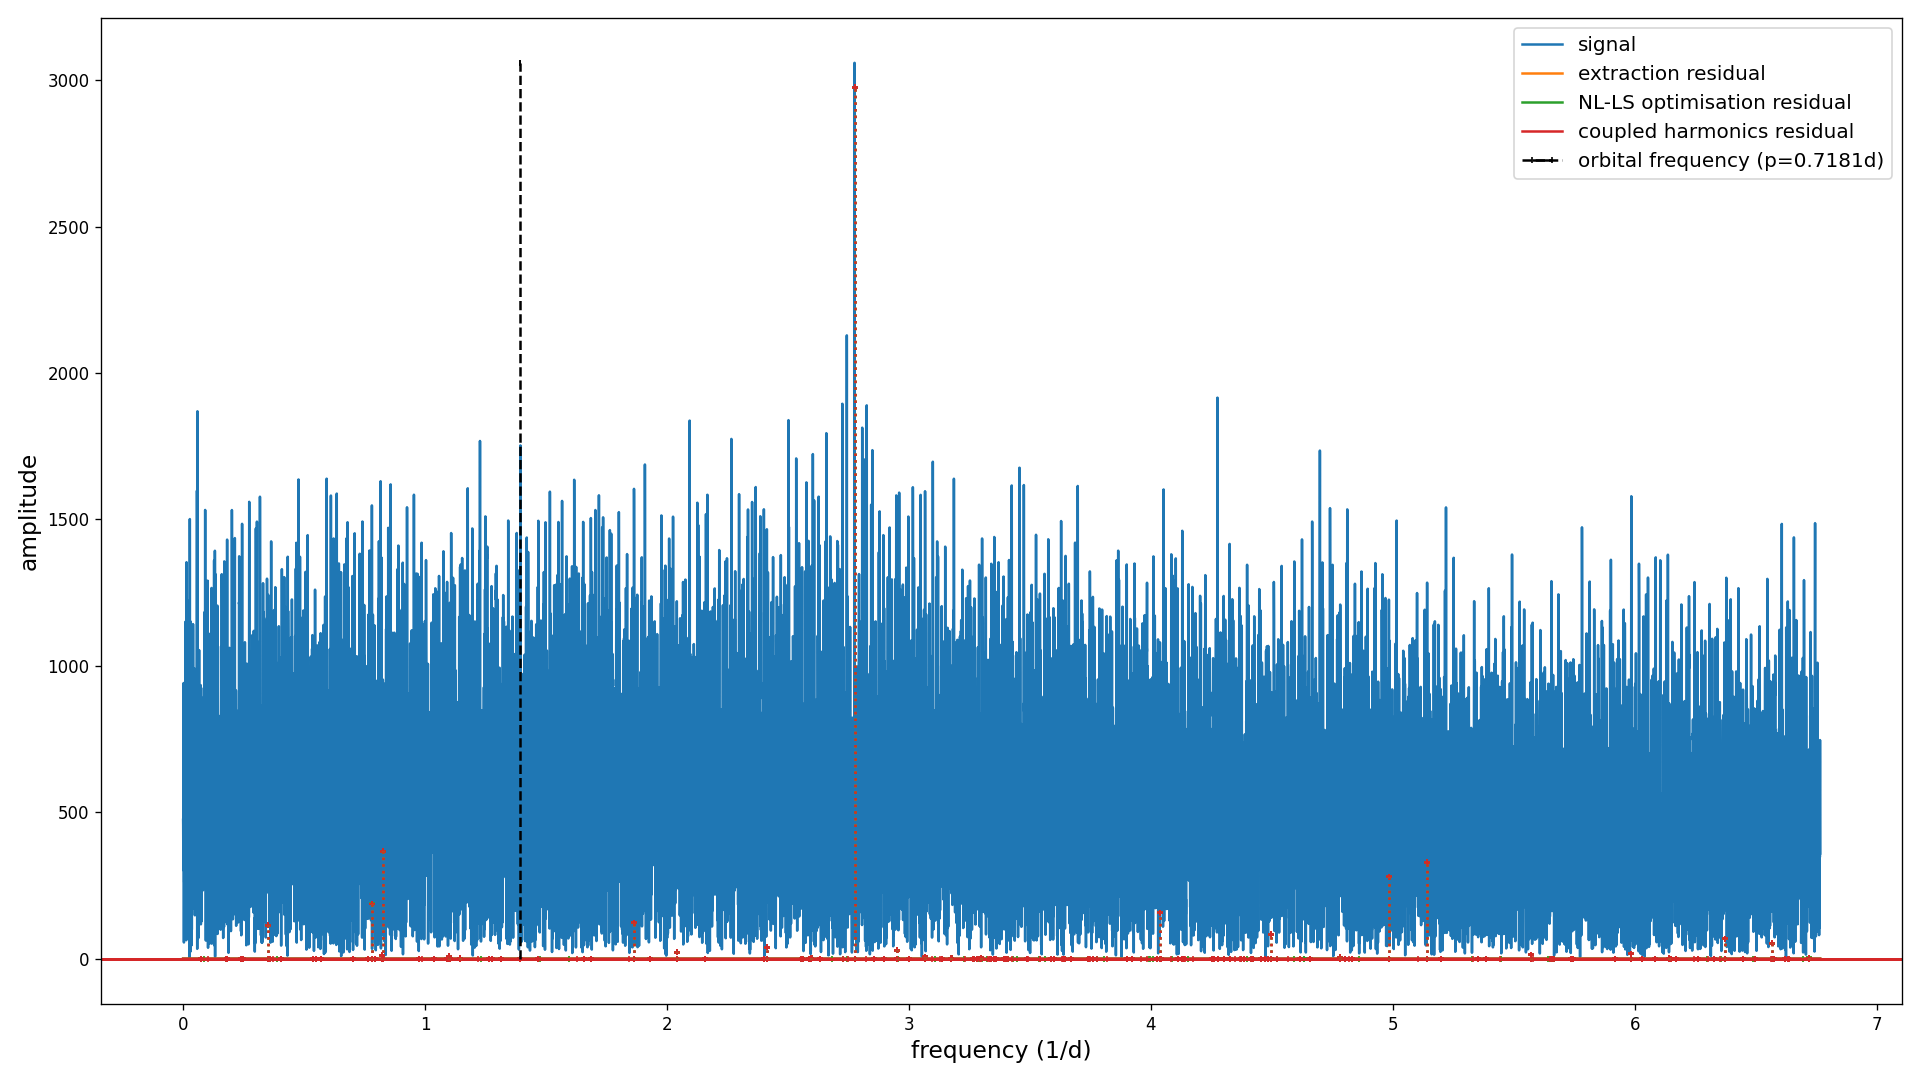 signal
extraction residual
NL-LS optimisation residual
coupled harmonics residual
orbital frequency (p=0.7181d)
3000
2500
2000
1500
1000
500
0
amplitude
0 1 2 3 4 5 6 7
frequency (1/d)